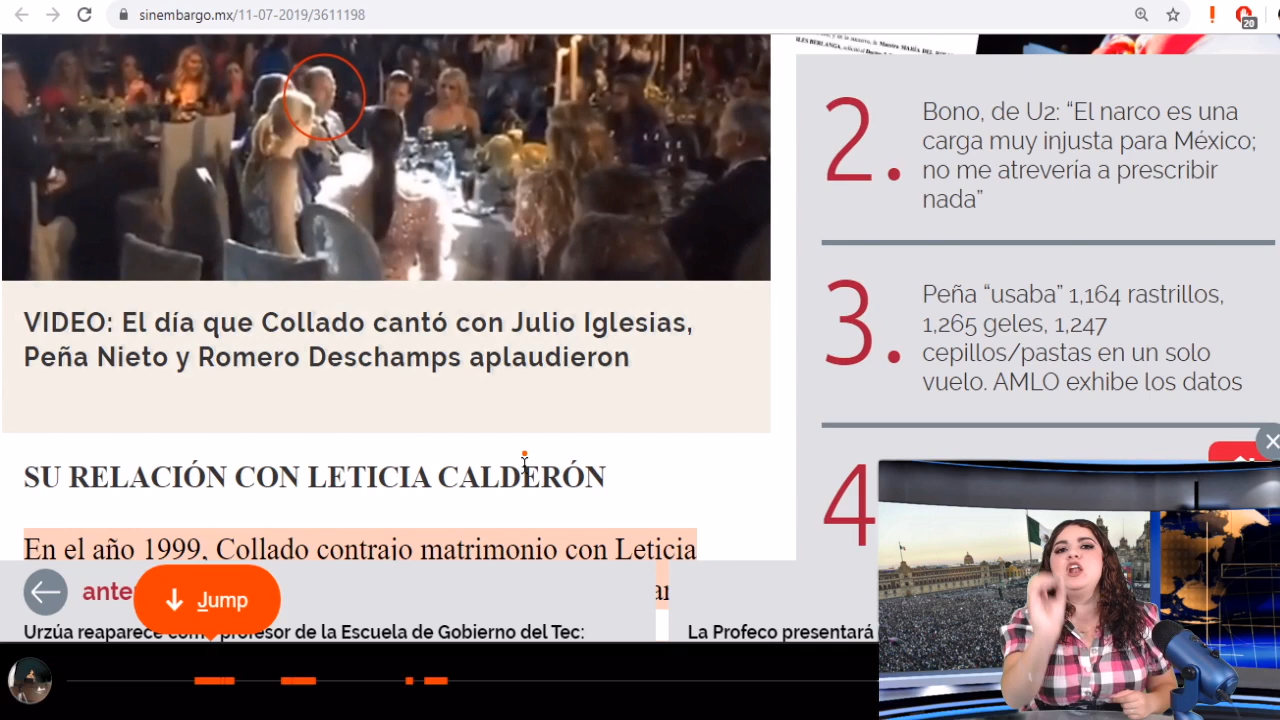 sinembargo.mx/11-07-2019/3611198
20
VIDEO: El día que Collado cantó con Julio Iglesias,
Peña Nieto y Romero Deschamps aplaudieron
SU RELACIÓN CON LETICIA CALDERÓN
En el año 1999, Collado contrajo matrimonio con Leticia
Jump
Urzúa reaparece como profesor de la Escuela de Gobierno del Tec:
La Profeco presentará
2.
Bono, de U2: “El narco es una
carga muy injusta para México;
no me atrevería a prescribir
nada”
3.
Peña “usaba” 1,164 rastrillos,
1,265 geles, 1,247
cepillos/pastas en un solo
vuelo. AMLO exhibe los datos
4